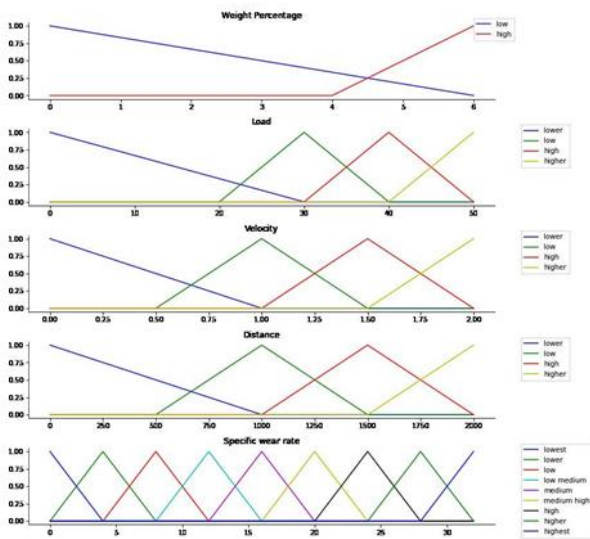 Weight Percentage
1.00
0.75
0.50
0.25
0.00
0 1 2 3 4 5 6
low
high
Load
1.00
0.75
0.50
0.25
0.00
0 10 20 30 40 50
lower
low
high
higher
Velocity
1.00
0.75
0.50
0.25
0.00
0.00 0.25 0.50 0.75 1.00 1.25 1.50 1.75 2.00
lower
low
high
higher
Distance
1.00
0.75
0.50
0.25
0.00
0 250 500 750 1000 1250 1500 1750 2000
lower
low
high
higher
Specific wear rate
1.00
0.75
0.50
0.25
0.00
0 5 10 15 20 25 30
lowest
lower
low
low medium
medium
medium high
high
higher
highest